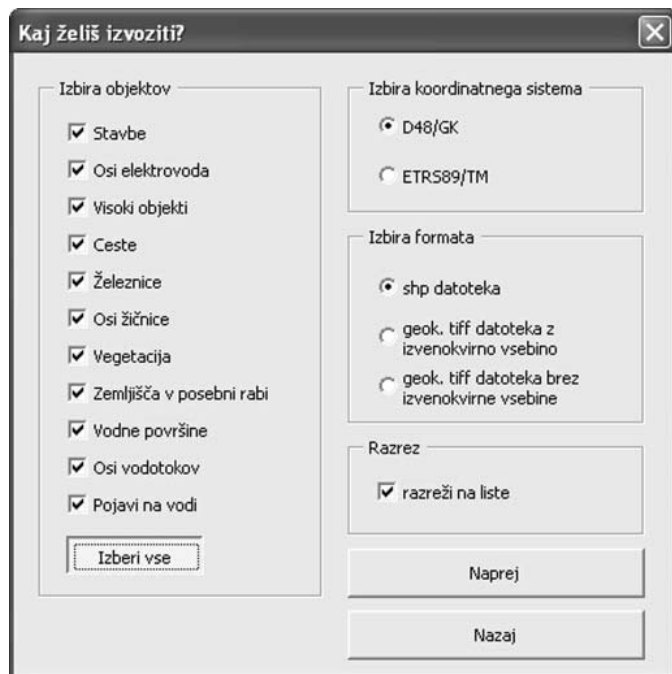 Kaj želiš izvoziti?
Izbira objektov
Stavbe
Osi elektrovoda
Visoki objekti
Ceste
Železnice
Osi žičnice
Vegetacija
Zemljišča v posebni rabi
Vodne površine
Osi vodotokov
Pojavi na vodi
Izberi vse
Izbira koordinatnega sistema
D48/GK
ETRS89/TM
Izbira formata
shp datoteka
geok. tiff datoteka z
izvenokvirno vsebino
geok. tiff datoteka brez
izvenokvirne vsebine
Razrez
razreži na liste
Naprej
Nazaj